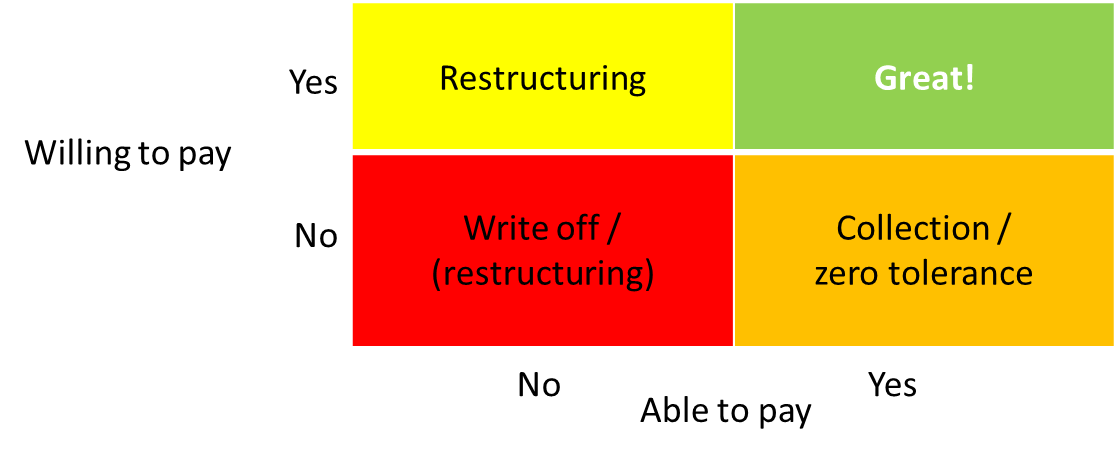 Yes
Restructuring
Great!
Willing to pay
No
Write off /
(restructuring)
Collection /
zero tolerance
No
Yes
Able to pay